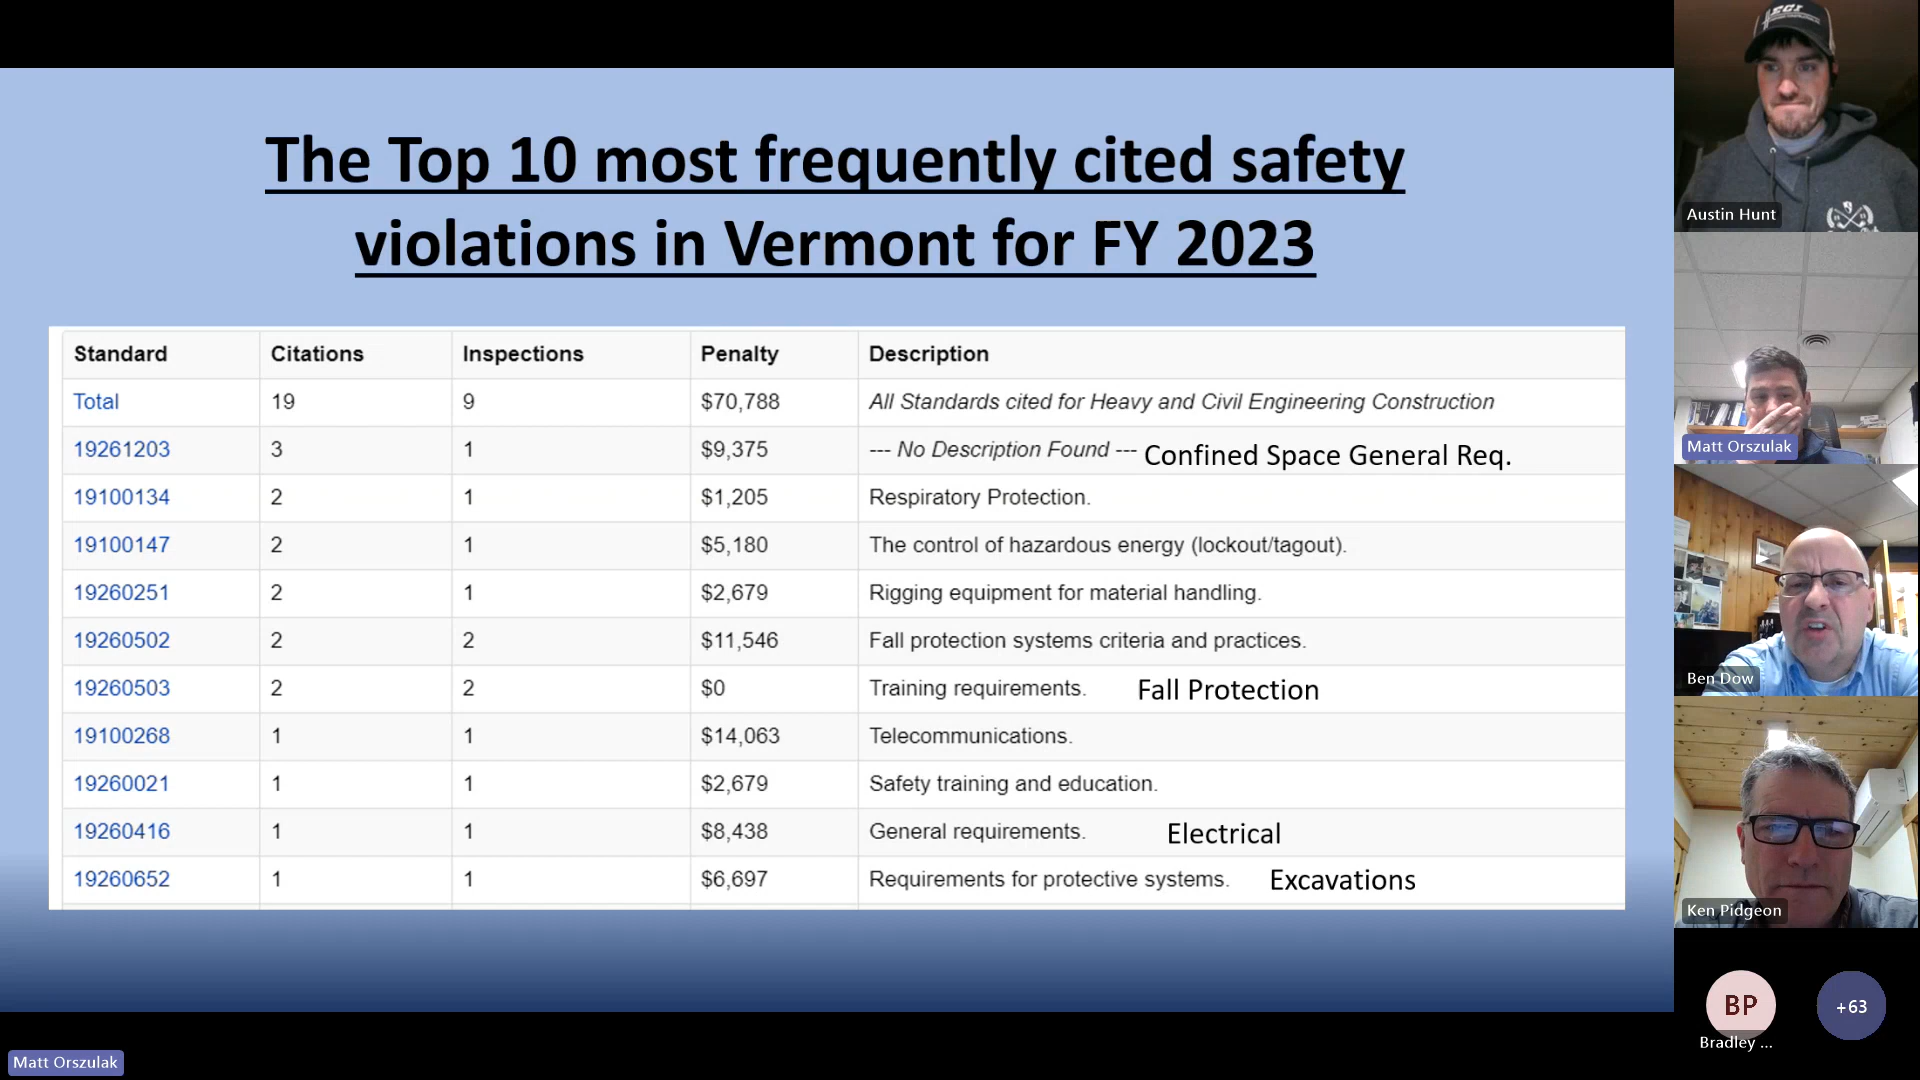 The Top 10 most frequently cited safety
violations in Vermont for FY 2023
Standard Citations Inspections Penalty Description
Total 19 9 $70,788 All Standards cited for Heavy and Civil Engineering Construction
19261203 3 1 $9,375 --- No Description Found --- Confined Space General Req.
19100134 2 1 $1,205 Respiratory Protection.
19100147 2 1 $5,180 The control of hazardous energy (lockout/tagout).
19260251 2 1 $2,679 Rigging equipment for material handling.
19260502 2 2 $11,546 Fall protection systems criteria and practices.
19260503 2 2 $0 Training requirements. Fall Protection
19100268 1 1 $14,063 Telecommunications.
19260021 1 1 $2,679 Safety training and education.
19260416 1 1 $8,438 General requirements. Electrical
19260652 1 1 $6,697 Requirements for protective systems. Excavations
Matt Orszulak
ECI
Austin Hunt
Matt Orszulak
Ben Dow
Ken Pidgeon
BP
Bradley ...
+63